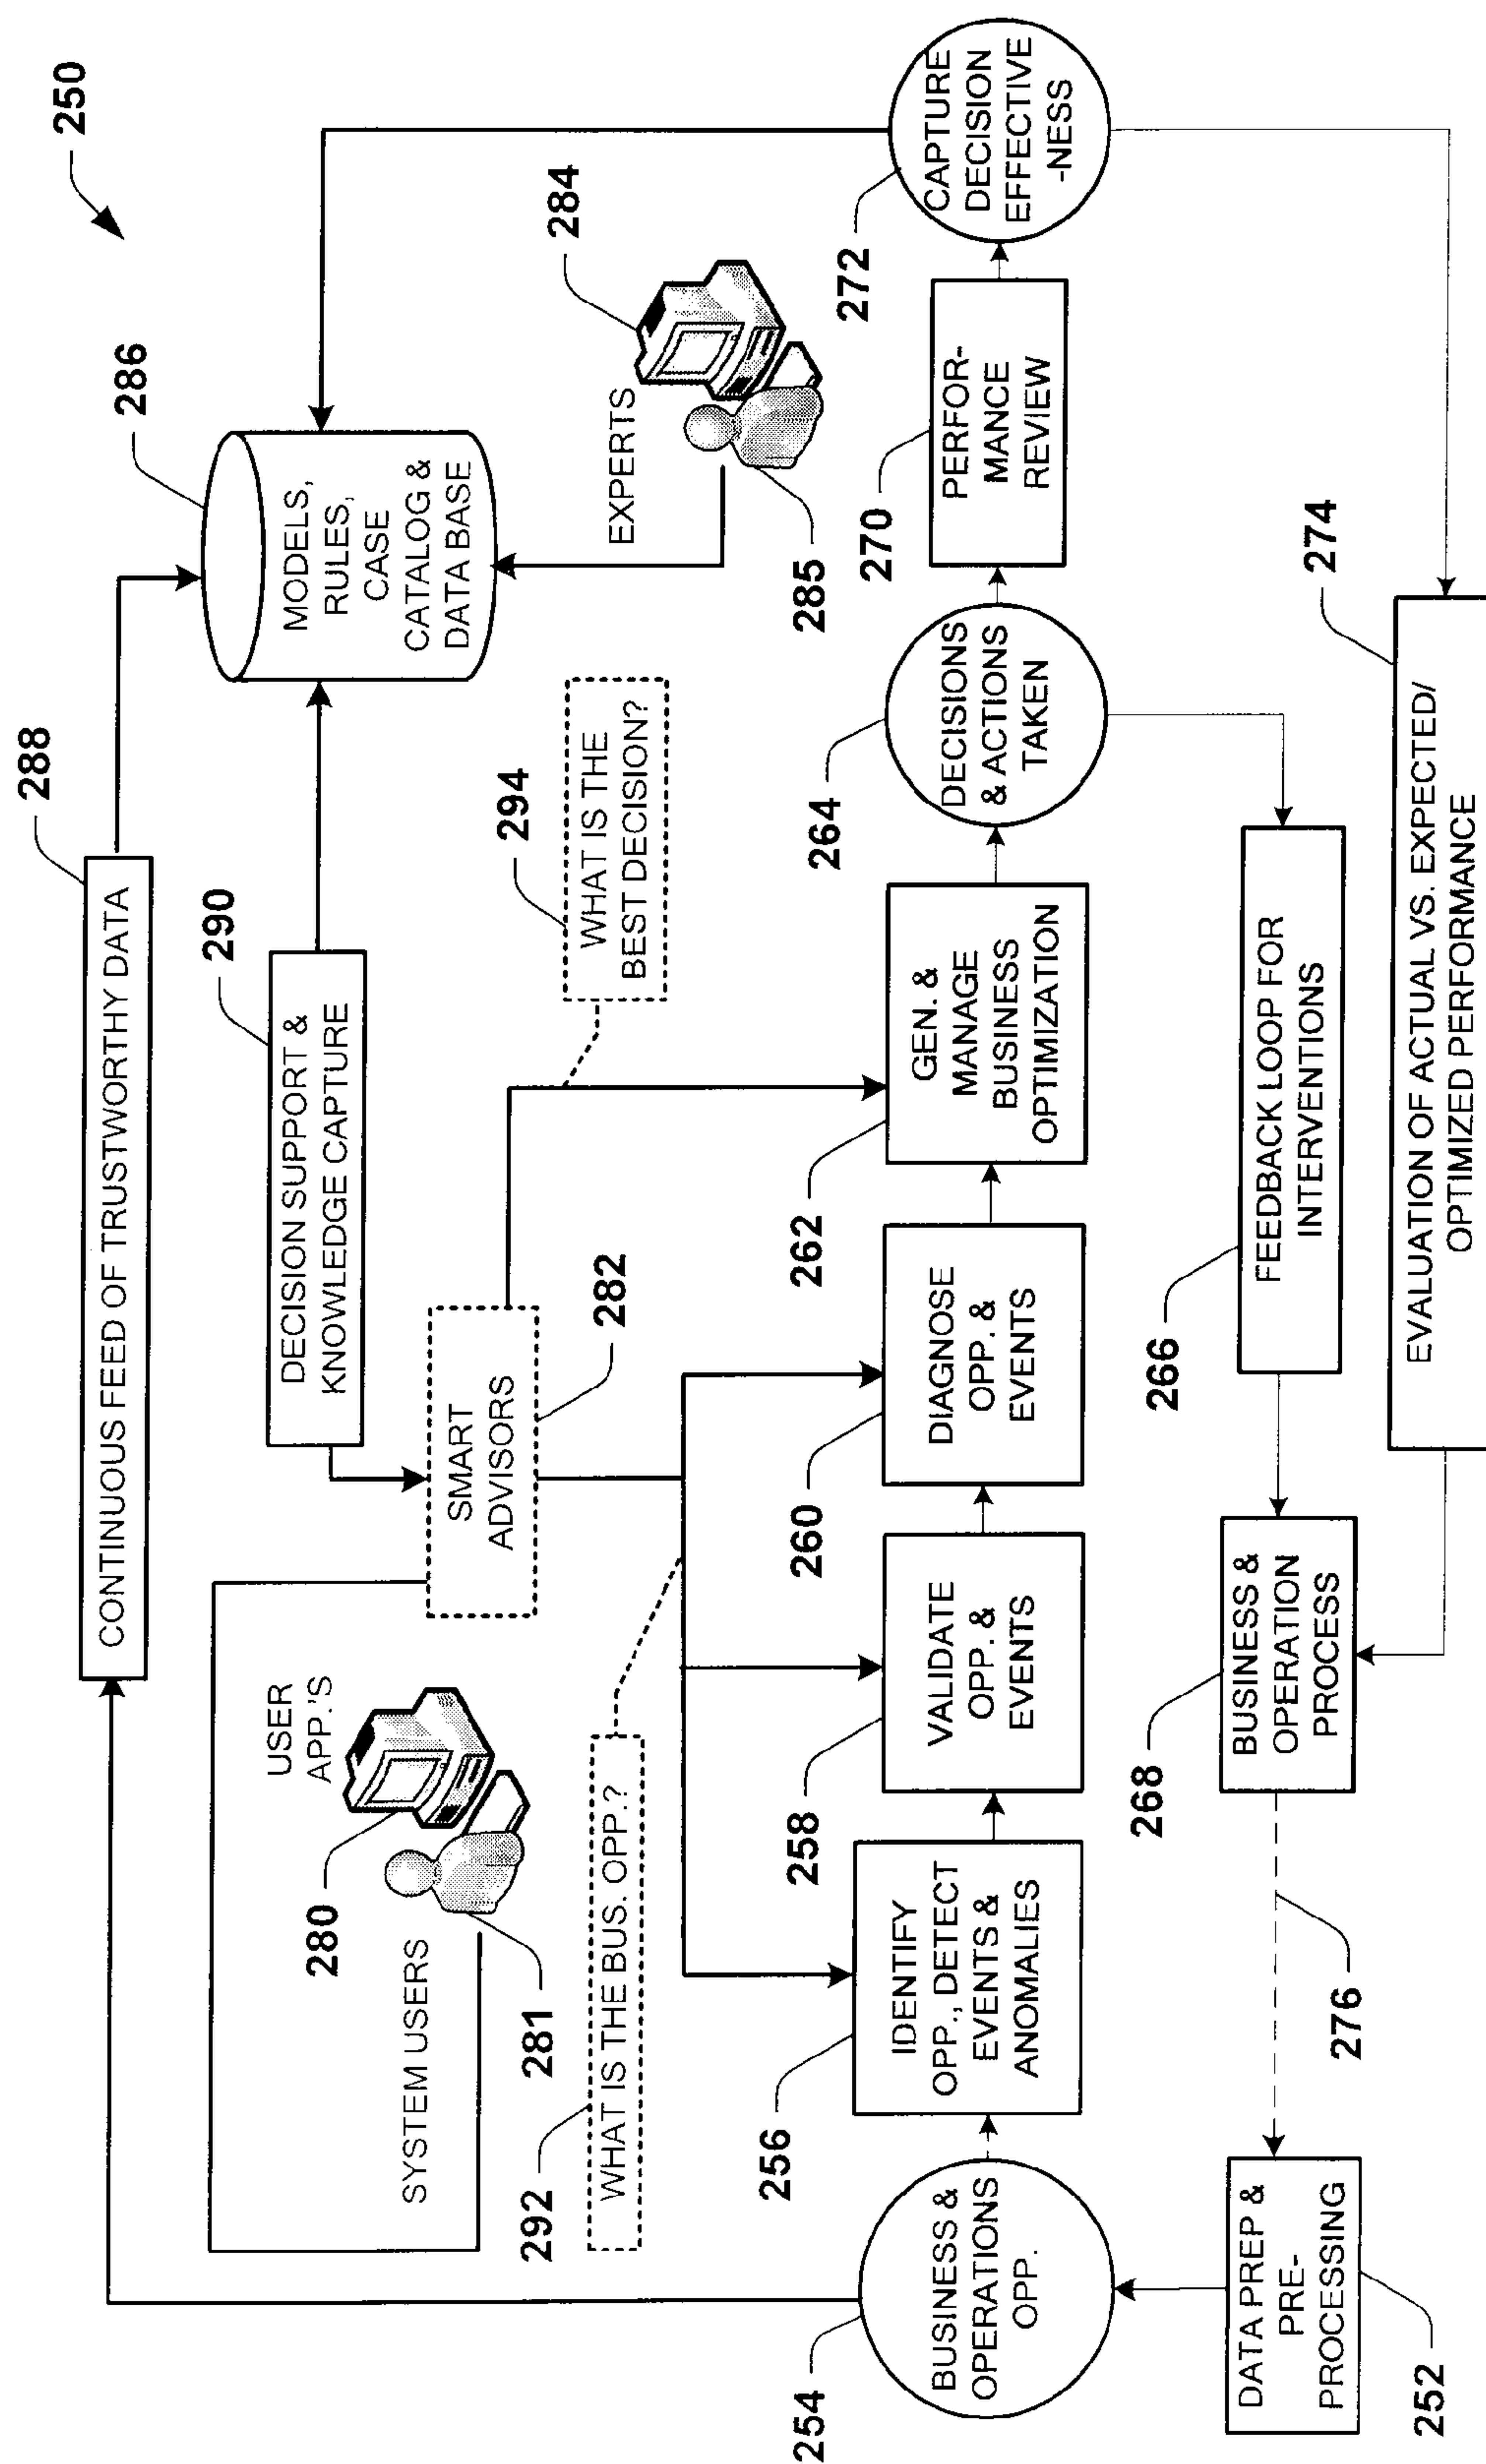 250
288
CONTINUOUS FEED OF TRUSTWORTHY DATA
286
MODELS,
RULES,
CASE
CATALOG &
DATA BASE
290
DECISION SUPPORT &
KNOWLEDGE CAPTURE
USER
APP.'S
280
SYSTEM USERS
281
SMART
ADVISORS
282
EXPERTS
284
285
294
WHAT IS THE
BEST DECISION?
292
WHAT IS THE BUS. OPP.?
254
BUSINESS &
OPERATIONS
OPP.
256
IDENTIFY
OPP., DETECT
EVENTS &
ANOMALIES
258
VALIDATE
OPP. &
EVENTS
260
DIAGNOSE
OPP. &
EVENTS
262
GEN. &
MANAGE
BUSINESS
OPTIMIZATION
264
DECISIONS
& ACTIONS
TAKEN
270
PERFOR-
MANCE
REVIEW
272
CAPTURE
DECISION
EFFECTIVE
-NESS
252
DATA PREP &
PRE-
PROCESSING
276
268
BUSINESS &
OPERATION
PROCESS
266
FEEDBACK LOOP FOR
INTERVENTIONS
274
EVALUATION OF ACTUAL VS. EXPECTED/
OPTIMIZED PERFORMANCE